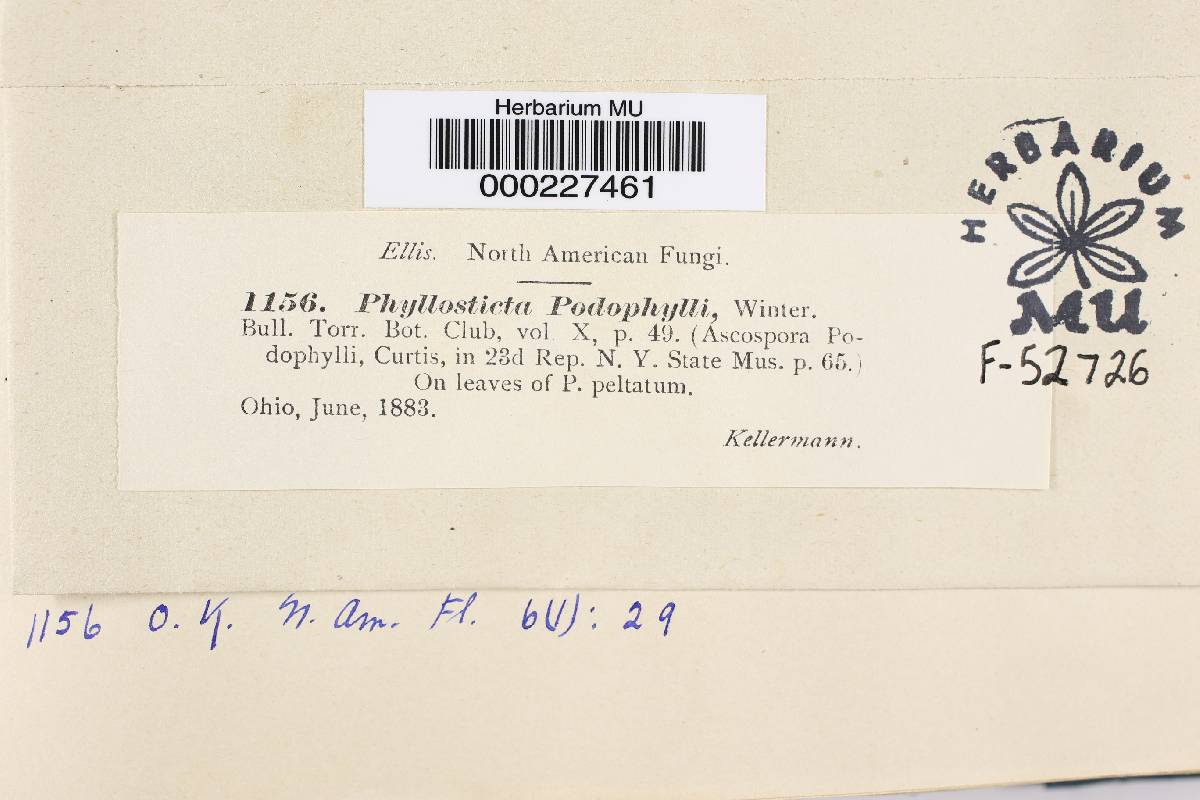 Herbarium MU
000227461
HERBARIUM
MU
F-52726
Ellis. North American Fungi.
1156. Phyllosticta Podophylli, Winter.
Bull. Torr. Bot. Club, vol X, p. 49. (Ascospora Po-
dophylli, Curtis, in 23d Rep. N. Y. State Mus. p. 65.)
On leaves of P. peltatum.
Ohio, June, 1883.
Kellermann.
1156 O. K. N. Am. Fl. 6(1): 29